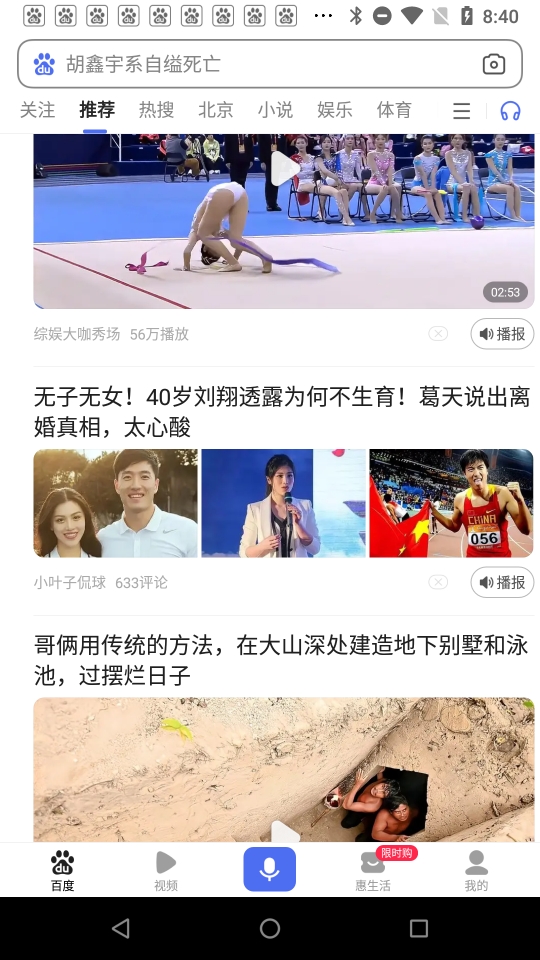 8:40
胡鑫宇系自缢死亡
关注 推荐 热搜 北京 小说 娱乐 体育
02:53
综娱大咖秀场 56万播放
播报
无子无女！40岁刘翔透露为何不生育！葛天说出离
婚真相，太心酸
CHINA
056
小叶子侃球 633评论
播报
哥俩用传统的方法，在大山深处建造地下别墅和泳
池，过摆烂日子
限时购
du
百度 视频 惠生活 我的